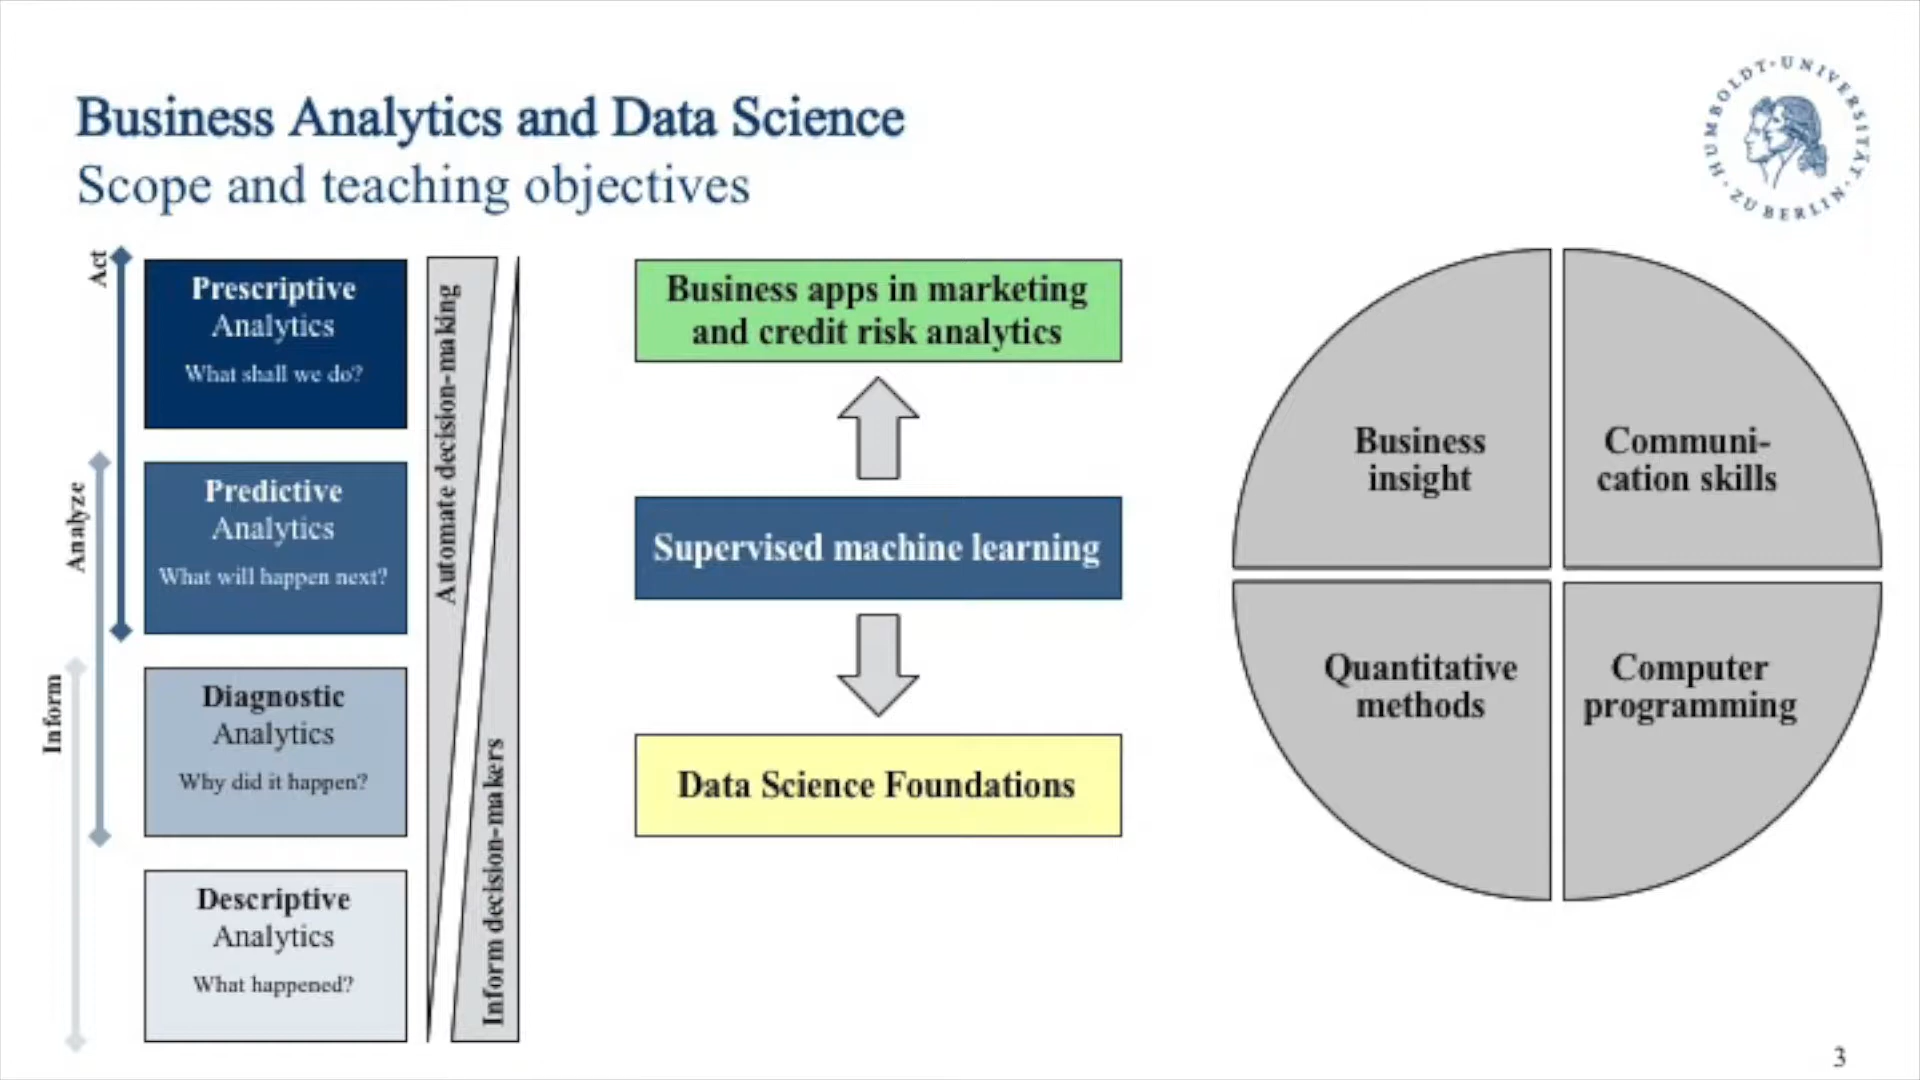 Business Analytics and Data Science
Scope and teaching objectives
HUMBOLDT-UNIVERSITÄT · ZU BERLIN ·
Act
Analyze
Inform
Prescriptive
Analytics
What shall we do?
Predictive
Analytics
What will happen next?
Diagnostic
Analytics
Why did it happen?
Descriptive
Analytics
What happened?
Automate decision-making
Inform decision-makers
Business apps in marketing
and credit risk analytics
Supervised machine learning
Data Science Foundations
Business
insight
Communi-
cation skills
Quantitative
methods
Computer
programming
3